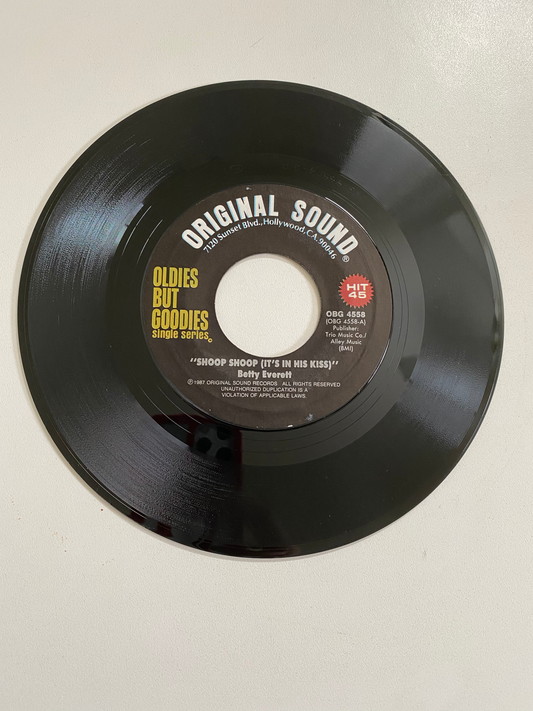 ORIGINAL SOUND®
7120 Sunset Blvd., Hollywood, CA. 90046
OLDIES
BUT
GOODIES
single series©
HIT
45
OBG 4558
(OBG 4558-A)
Publisher:
Trio Music Co./
Alley Music
(BMI)
"SHOOP SHOOP (IT'S IN HIS KISS)"
Betty Everett
℗1987 ORIGINAL SOUND RECORDS ALL RIGHTS RESERVED
UNAUTHORIZED DUPLICATION IS A
VIOLATION OF APPLICABLE LAWS.